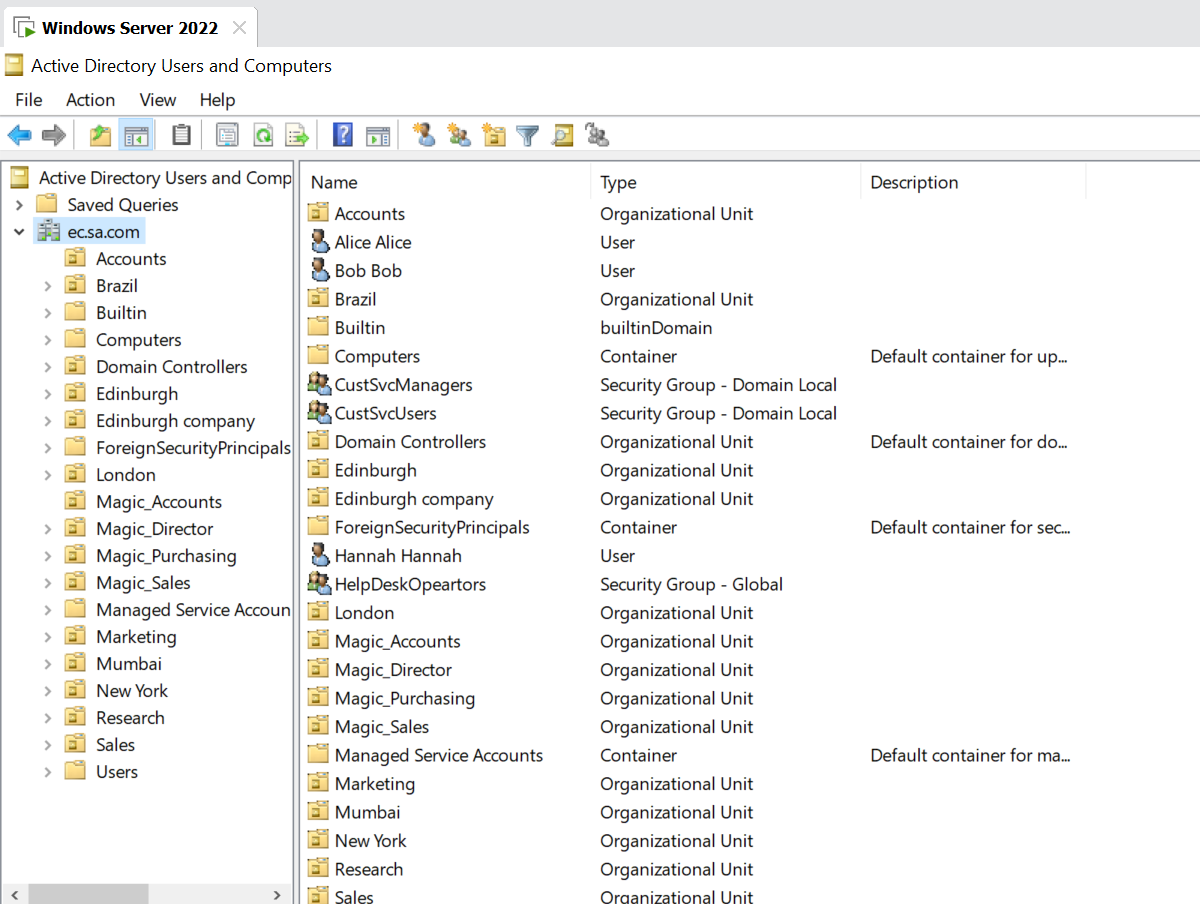 Windows Server 2022
Active Directory Users and Computers
File Action View Help
Active Directory Users and Comp
Saved Queries
ec.sa.com
Accounts
Brazil
Builtin
Computers
Domain Controllers
Edinburgh
Edinburgh company
ForeignSecurityPrincipals
London
Magic_Accounts
Magic_Director
Magic_Purchasing
Magic_Sales
Managed Service Accoun
Marketing
Mumbai
New York
Research
Sales
Users
Name Type Description
Accounts Organizational Unit
Alice Alice User
Bob Bob User
Brazil Organizational Unit
Builtin builtinDomain
Computers Container Default container for up...
CustSvcManagers Security Group - Domain Local
CustSvcUsers Security Group - Domain Local
Domain Controllers Organizational Unit Default container for do...
Edinburgh Organizational Unit
Edinburgh company Organizational Unit
ForeignSecurityPrincipals Container Default container for sec...
Hannah Hannah User
HelpDeskOpeartors Security Group - Global
London Organizational Unit
Magic_Accounts Organizational Unit
Magic_Director Organizational Unit
Magic_Purchasing Organizational Unit
Magic_Sales Organizational Unit
Managed Service Accounts Container Default container for ma...
Marketing Organizational Unit
Mumbai Organizational Unit
New York Organizational Unit
Research Organizational Unit
Sales Organizational Unit